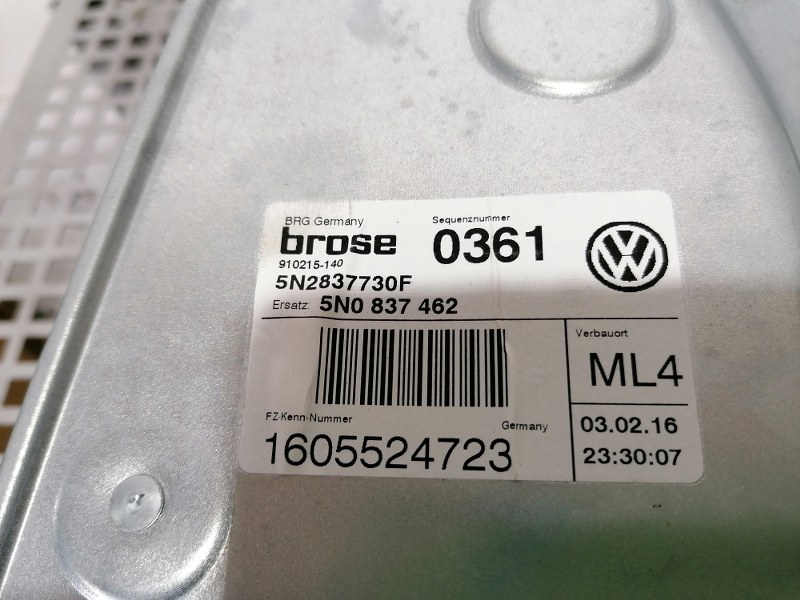 BRG Germany
brose
910215-140
Sequenznummer
0361
5N2837730F
Ersatz: 5N0 837 462
Verbauort
ML4
FZ-Kenn-Nummer
Germany
1605524723
03.02.16
23:30:07